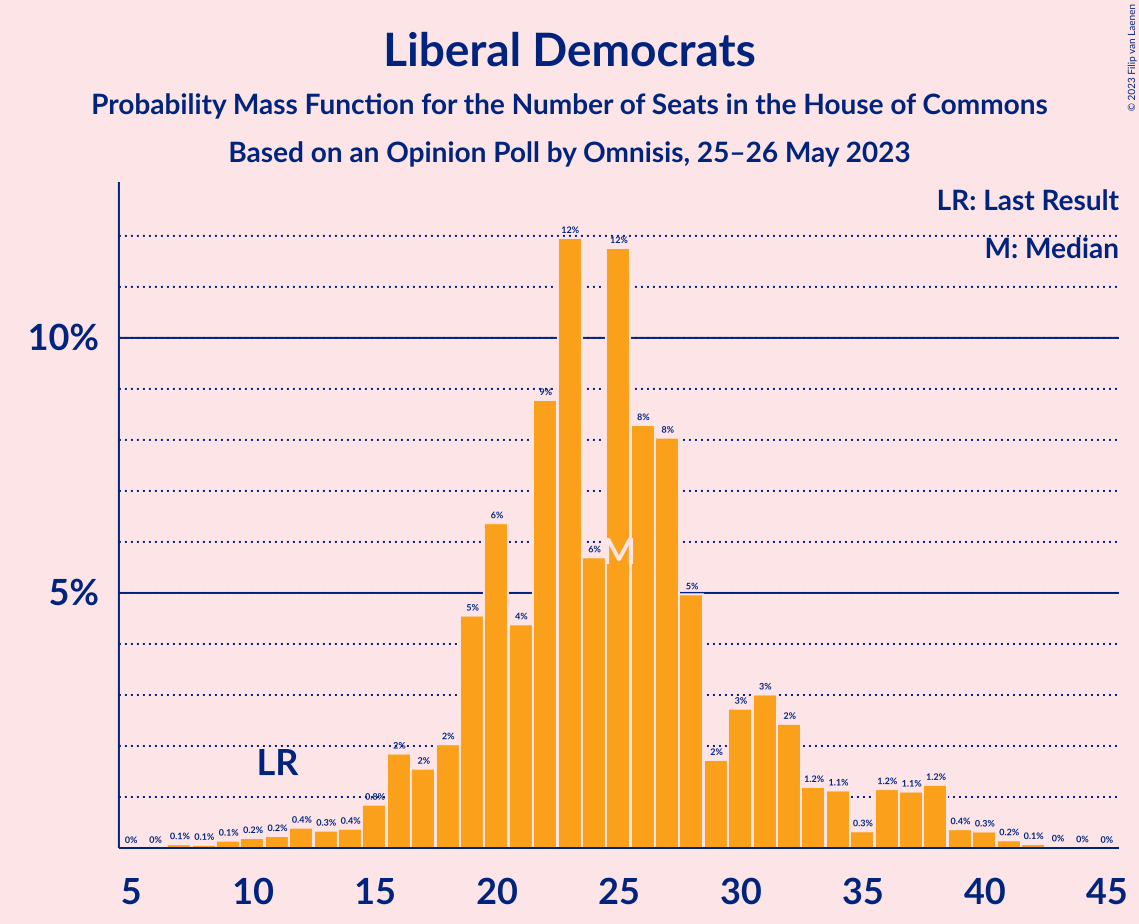 Liberal Democrats
Probability Mass Function for the Number of Seats in the House of Commons
Based on an Opinion Poll by Omnisis, 25–26 May 2023
© 2023 Filip van Laenen
LR: Last Result
M: Median
10%
5%
0% 0% 0.1% 0.1% 0.1% 0.2% 0.2% 0.4% 0.3% 0.4% 0.8% 2% 2% 2% 5% 6% 4% 9% 12% 6% 12% 8% 8% 5% 2% 3% 3% 2% 1.2% 1.1% 0.3% 1.2% 1.1% 1.2% 0.4% 0.3% 0.2% 0.1% 0% 0% 0%
LR
M
5 10 15 20 25 30 35 40 45